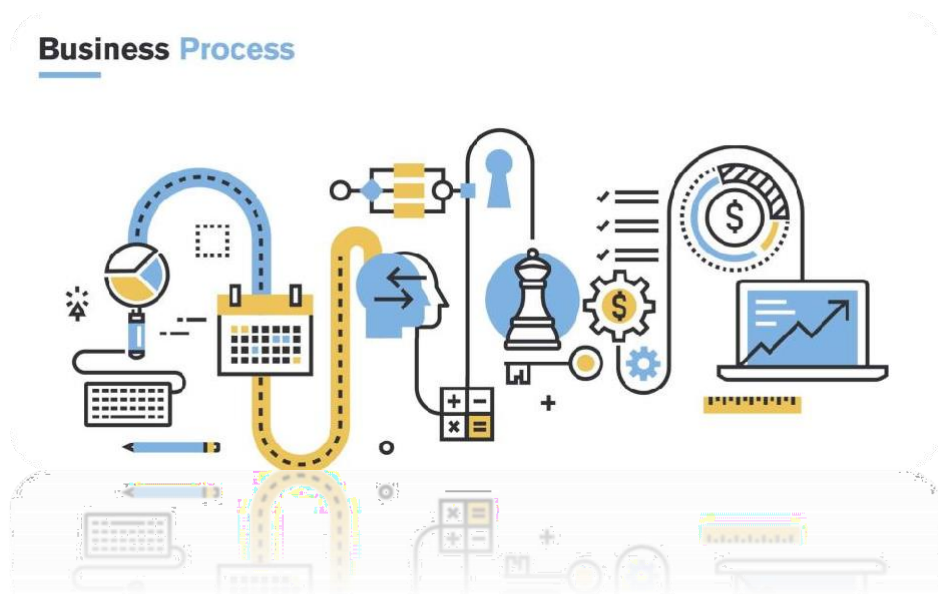 Business Process
$
$
+ −
× =